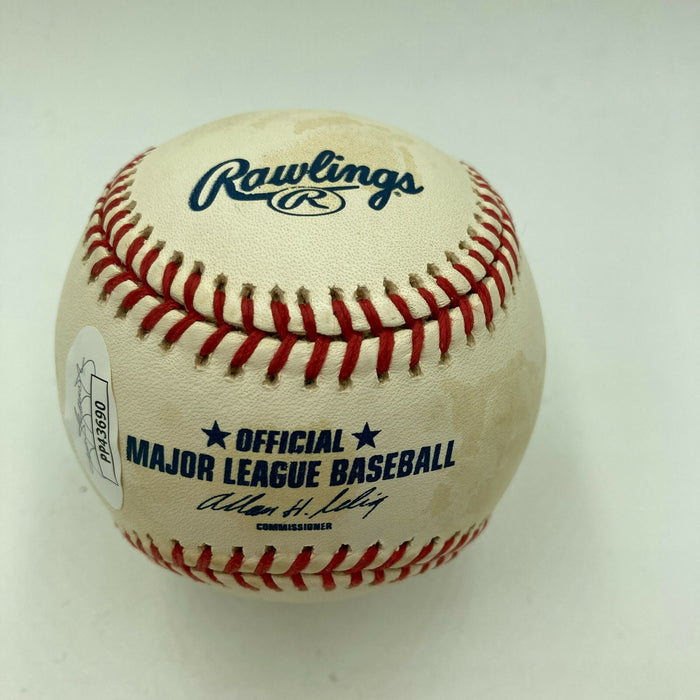 Rawlings
R
OFFICIAL
MAJOR LEAGUE BASEBALL
Allan H. Selig
COMMISSIONER
PP43690